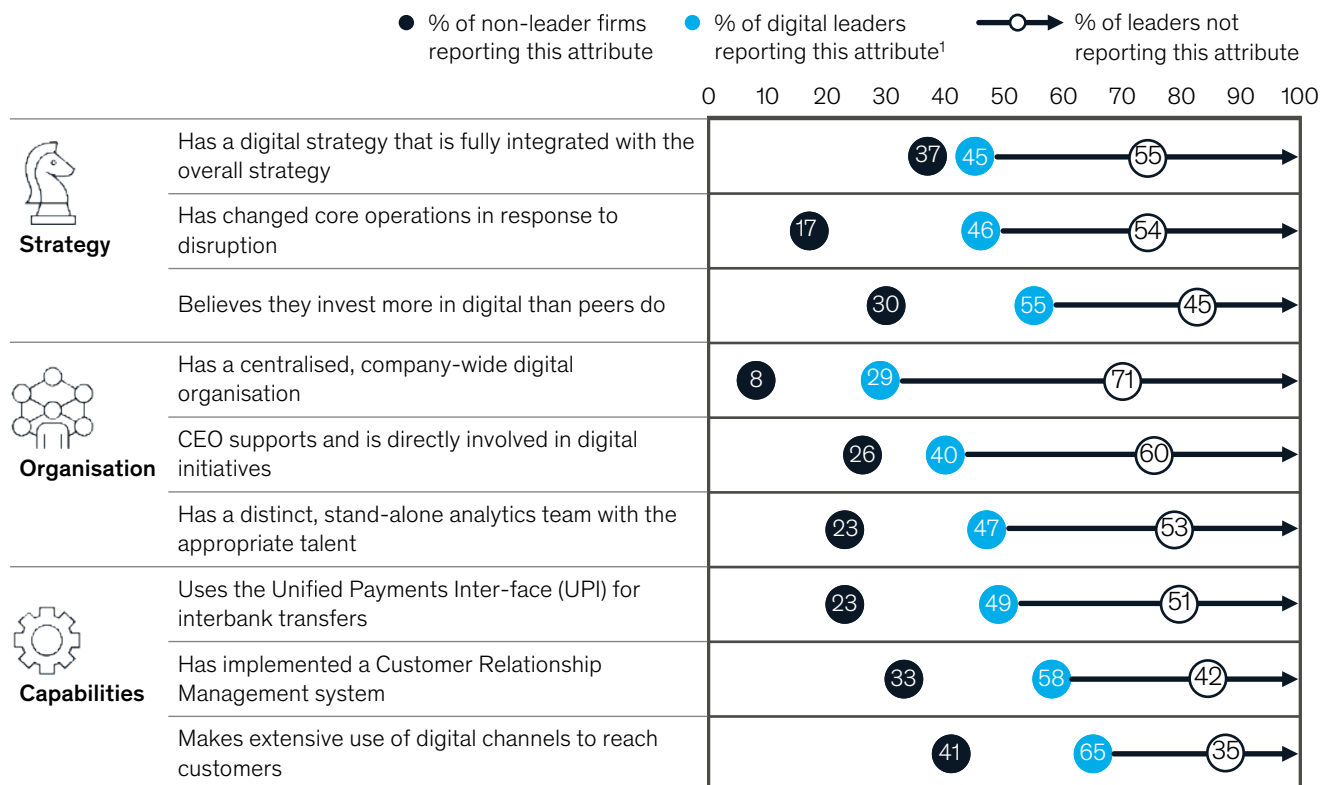 % of non-leader firms
reporting this attribute
% of digital leaders
reporting this attribute1
% of leaders not
reporting this attribute
0 10 20 30 40 50 60 70 80 90 100
Strategy
Has a digital strategy that is fully integrated with the
overall strategy
37 45 55
Has changed core operations in response to
disruption
17 46 54
Believes they invest more in digital than peers do
30 55 45
Organisation
Has a centralised, company-wide digital
organisation
8 29 71
CEO supports and is directly involved in digital
initiatives
26 40 60
Has a distinct, stand-alone analytics team with the
appropriate talent
23 47 53
Capabilities
Uses the Unified Payments Inter-face (UPI) for
interbank transfers
23 49 51
Has implemented a Customer Relationship
Management system
33 58 42
Makes extensive use of digital channels to reach
customers
41 65 35